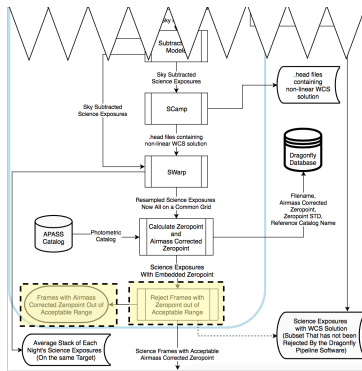 Subtract
Models
Sky Subtracted
Science Exposures
.head files
containing
non-linear WCS
solution
SCamp
Sky Subtracted
Science Exposures
.head files containing
non-linear WCS solution
Dragonfly
Database
SWarp
Resampled Science Exposures
Now All on a Common Grid
Filename,
Airmass Corrected
Zeropoint,
Zeropoint STD,
Reference Catalog Name
APASS
Catalog
Photometric
Catalog
Calculate Zeropoint
and
Airmass Corrected
Zeropoint
Science Exposures
With Embedded Zeropoint
Frames with Airmass
Corrected Zeropoint Out of
Acceptable Range
Reject Frames with
Zeropoint out of
Acceptable Range
Science Exposures
with WCS Solution
(Subset That has not been
Rejected By the Dragonfly
Pipeline Software)
Average Stack of Each
Night's Science Exposures
(On the same Target)
Science Frames with Acceptable
Airmass Corrected Zeropoint